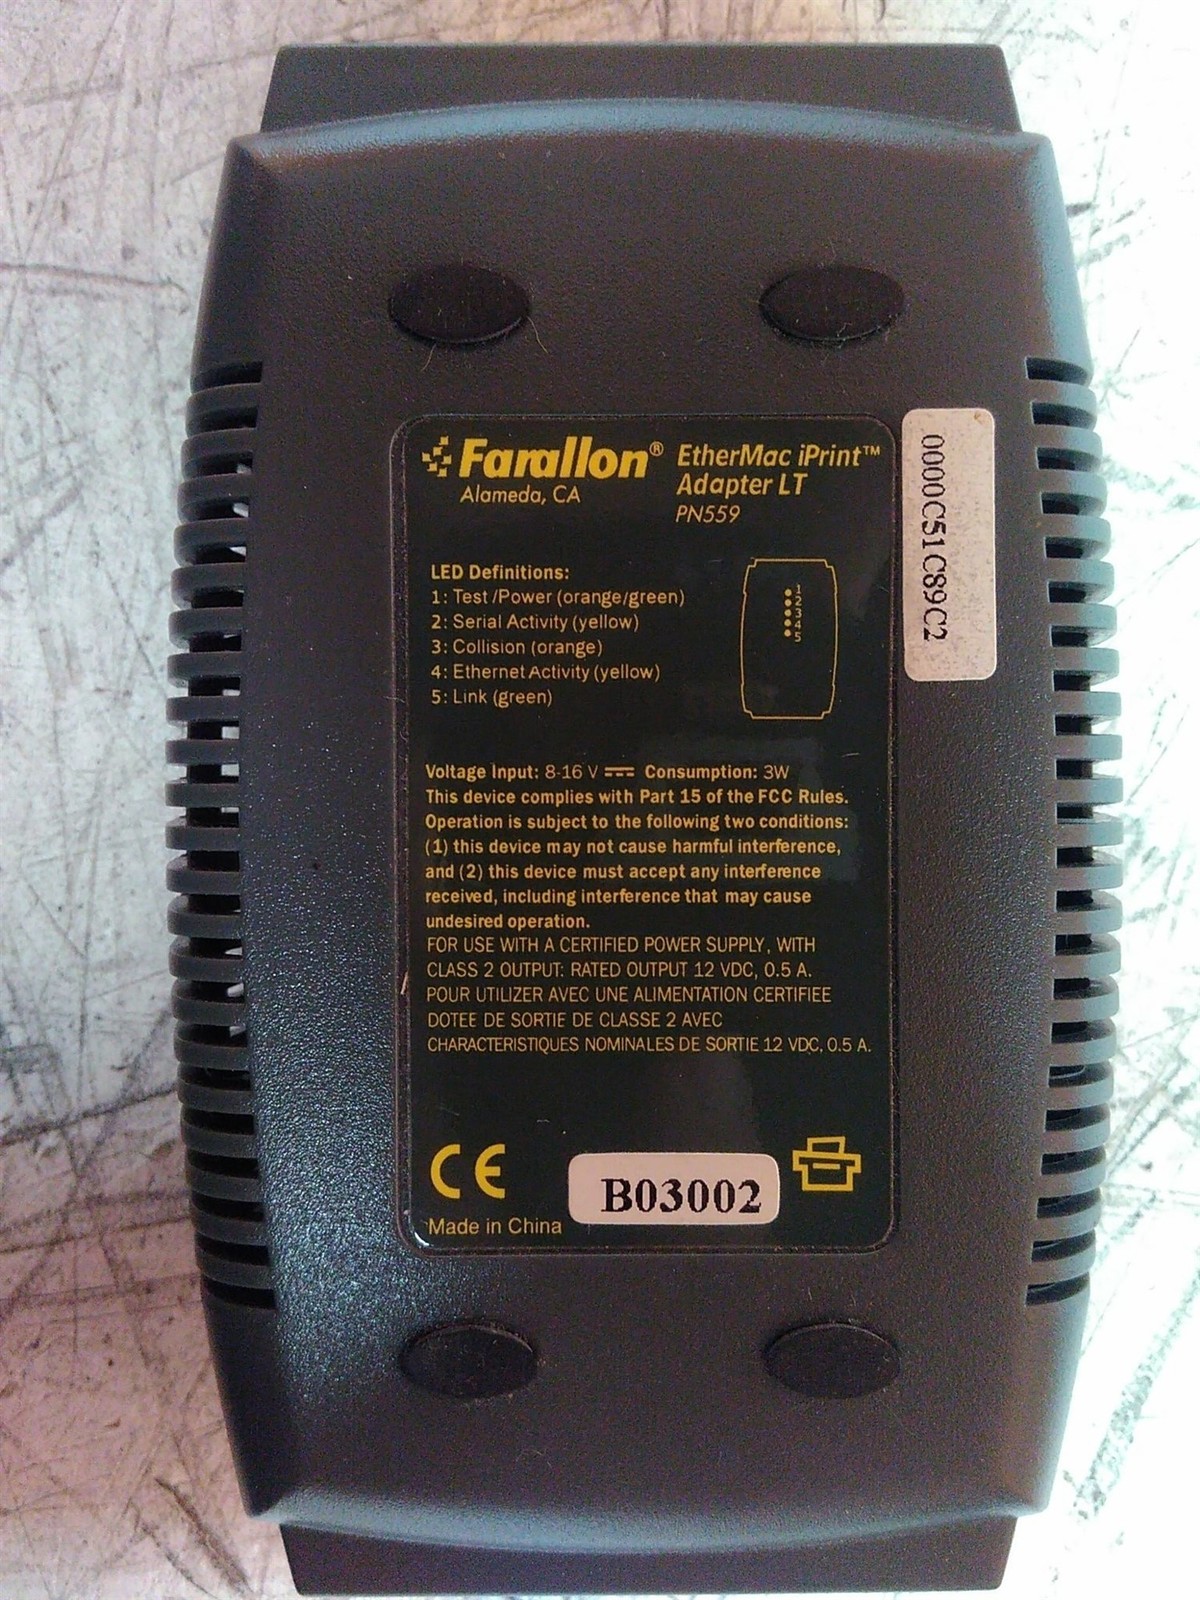 Farallon®
Alameda, CA
EtherMac iPrint™
Adapter LT
PN559
0000C51C89C2
LED Definitions:
1: Test/Power (orange/green)
2: Serial Activity (yellow)
3: Collision (orange)
4: Ethernet Activity (yellow)
5: Link (green)
1
2
3
4
5
Voltage Input: 8-16 V Consumption: 3W
This device complies with Part 15 of the FCC Rules.
Operation is subject to the following two conditions:
(1) this device may not cause harmful interference,
and (2) this device must accept any interference
received, including interference that may cause
undesired operation.
FOR USE WITH A CERTIFIED POWER SUPPLY, WITH
CLASS 2 OUTPUT: RATED OUTPUT 12 VDC, 0.5 A.
POUR UTILIZER AVEC UNE ALIMENTATION CERTIFIEE
DOTEE DE SORTIE DE CLASSE 2 AVEC
CHARACTERISTIQUES NOMINALES DE SORTIE 12 VDC, 0.5 A.
CE
B03002
Made in China